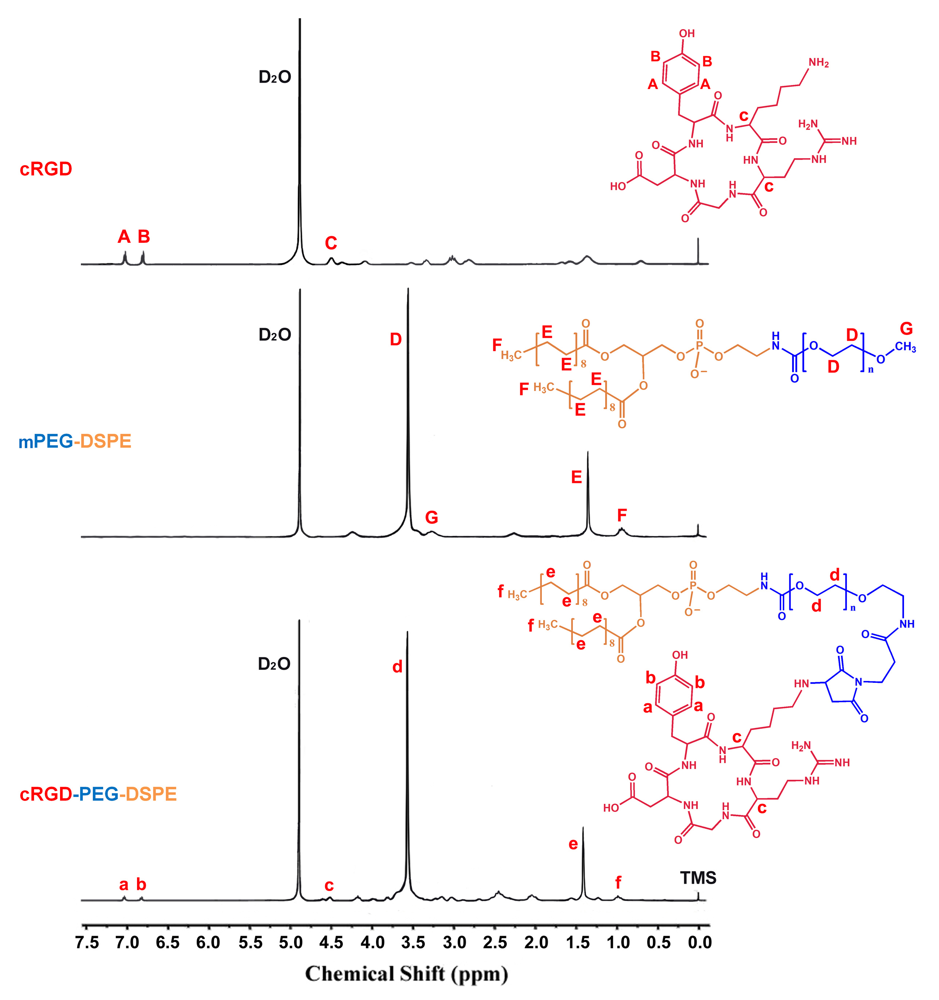 OH
B
B
NH₂
D₂O
A
A
O
c
H₂N
N
H
O
NH
O
NH
O
HN
NH
cRGD
HO
NH
H
N
c
O
O
A B
C
O
D₂O
D
E
O
O
H
N
D
G
F
H₃C
8
O
O
P
O
O
CH₃
E
O⁻
O
D
n
O
E
F H₃C
O
8
E
O
mPEG-DSPE
E
G
F
O
O
e
H
N
d
f H₃C
8
O
O
P
O
O
O
e
O⁻
O
d
n
f H₃C
e
O
NH
e
8
O
O
D₂O
d
OH
O
b
b
HN
N
a
a
O
O
c
H₂N
N
H
O
NH
O
NH
O
HN
NH
cRGD-PEG-DSPE
HO
NH
H
N
c
O
O
e
TMS
a b
c
f
7.5 7.0 6.5 6.0 5.5 5.0 4.5 4.0 3.5 3.0 2.5 2.0 1.5 1.0 0.5 0.0
Chemical Shift (ppm)